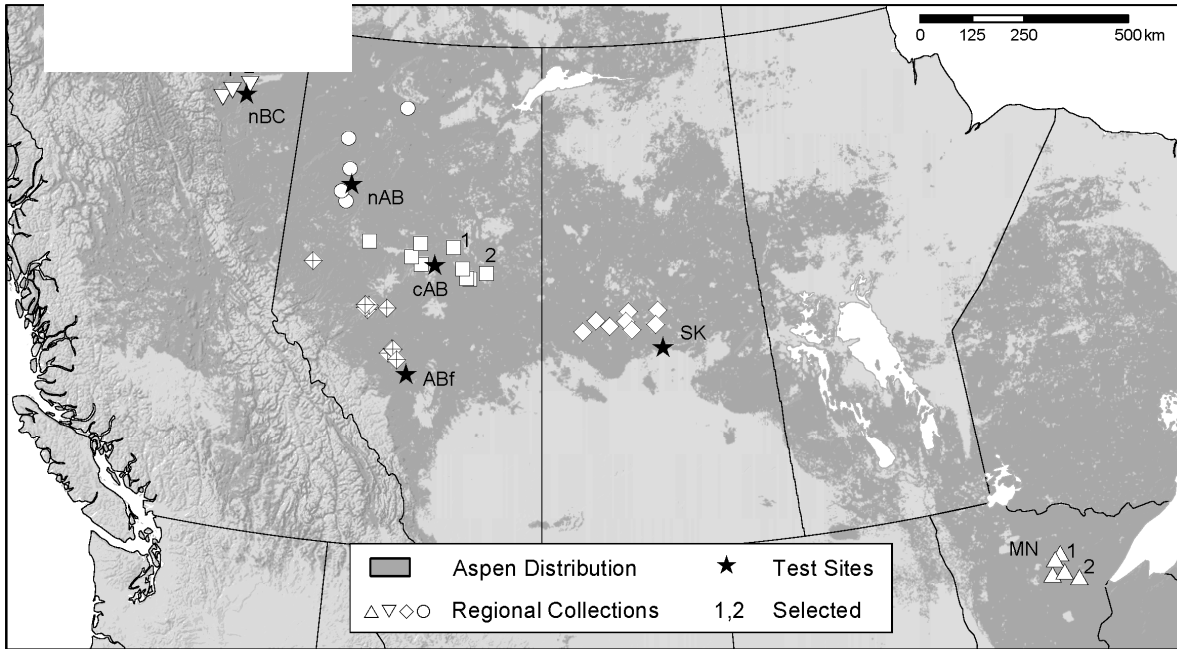 0 125 250 500 km
nBC
nAB
1
2
cAB
SK
ABf
MN 1
2
Aspen Distribution Test Sites
Regional Collections 1,2 Selected